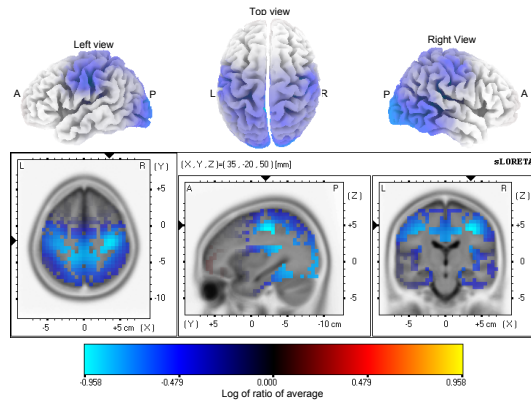 Top view
Left view
Right View
A P L R P A
L R (Y) (X, Y, Z)=( 35, -20, 50 ) [mm] sLORETA
A P (Z) L R (Z)
+5 +5 +5
0 0 0
-5 -5 -5
-10
-5 0 +5 cm (X) (Y) +5 0 -5 -10 cm -5 0 +5 cm (X)
-0.958 -0.479 0.000 0.479 0.958
Log of ratio of average